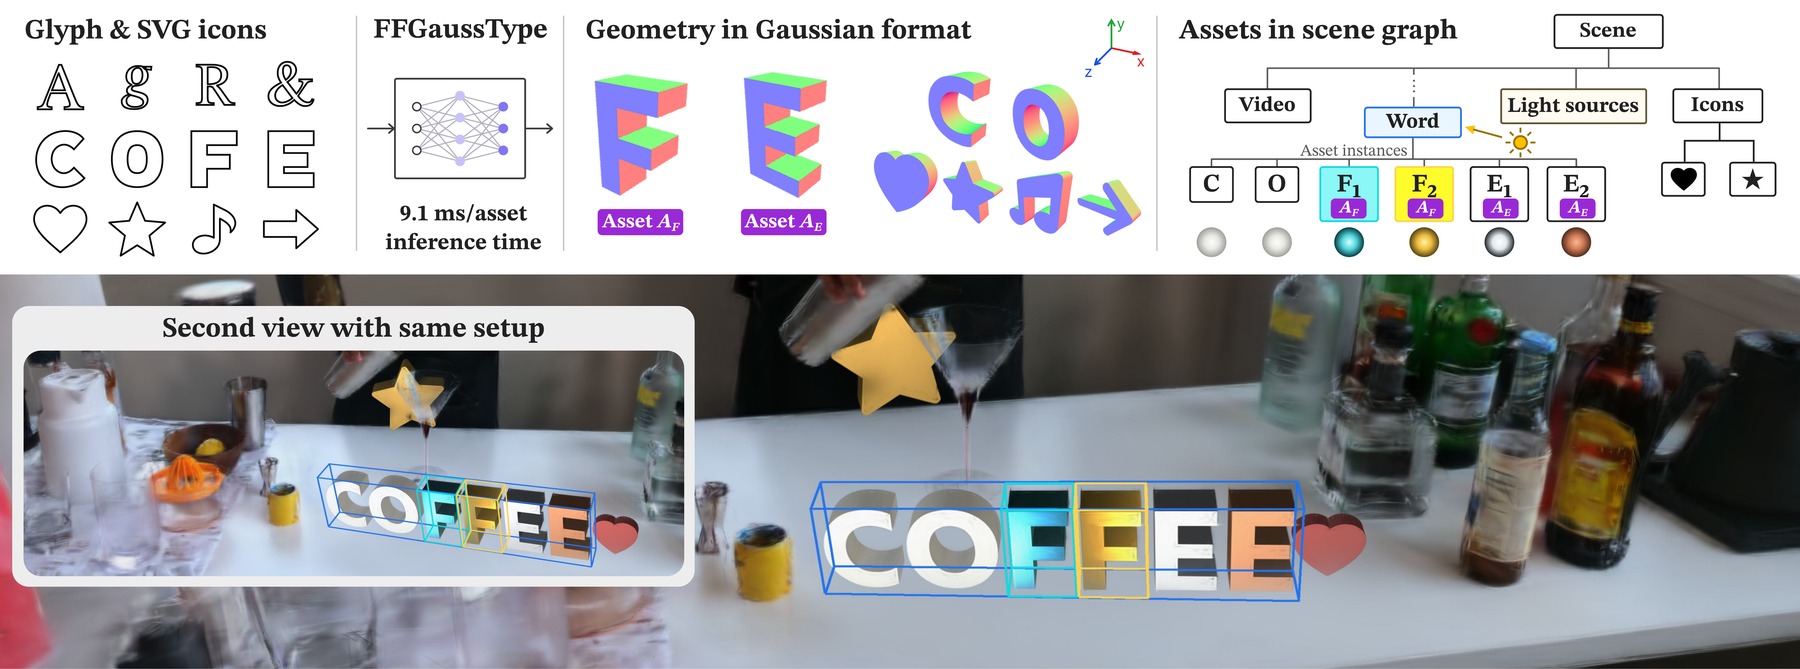 Glyph & SVG icons
A g R &
C O F E
FFGaussType
9.1 ms/asset
inference time
Geometry in Gaussian format
F E C O
y
x
z
Asset A_F
Asset A_E
Assets in scene graph
Scene
Video
Word
Light sources
Icons
Asset instances
C O F₁ F₂ E₁ E₂
A_F A_F A_E A_E
Second view with same setup
COFFEE
COFFEE